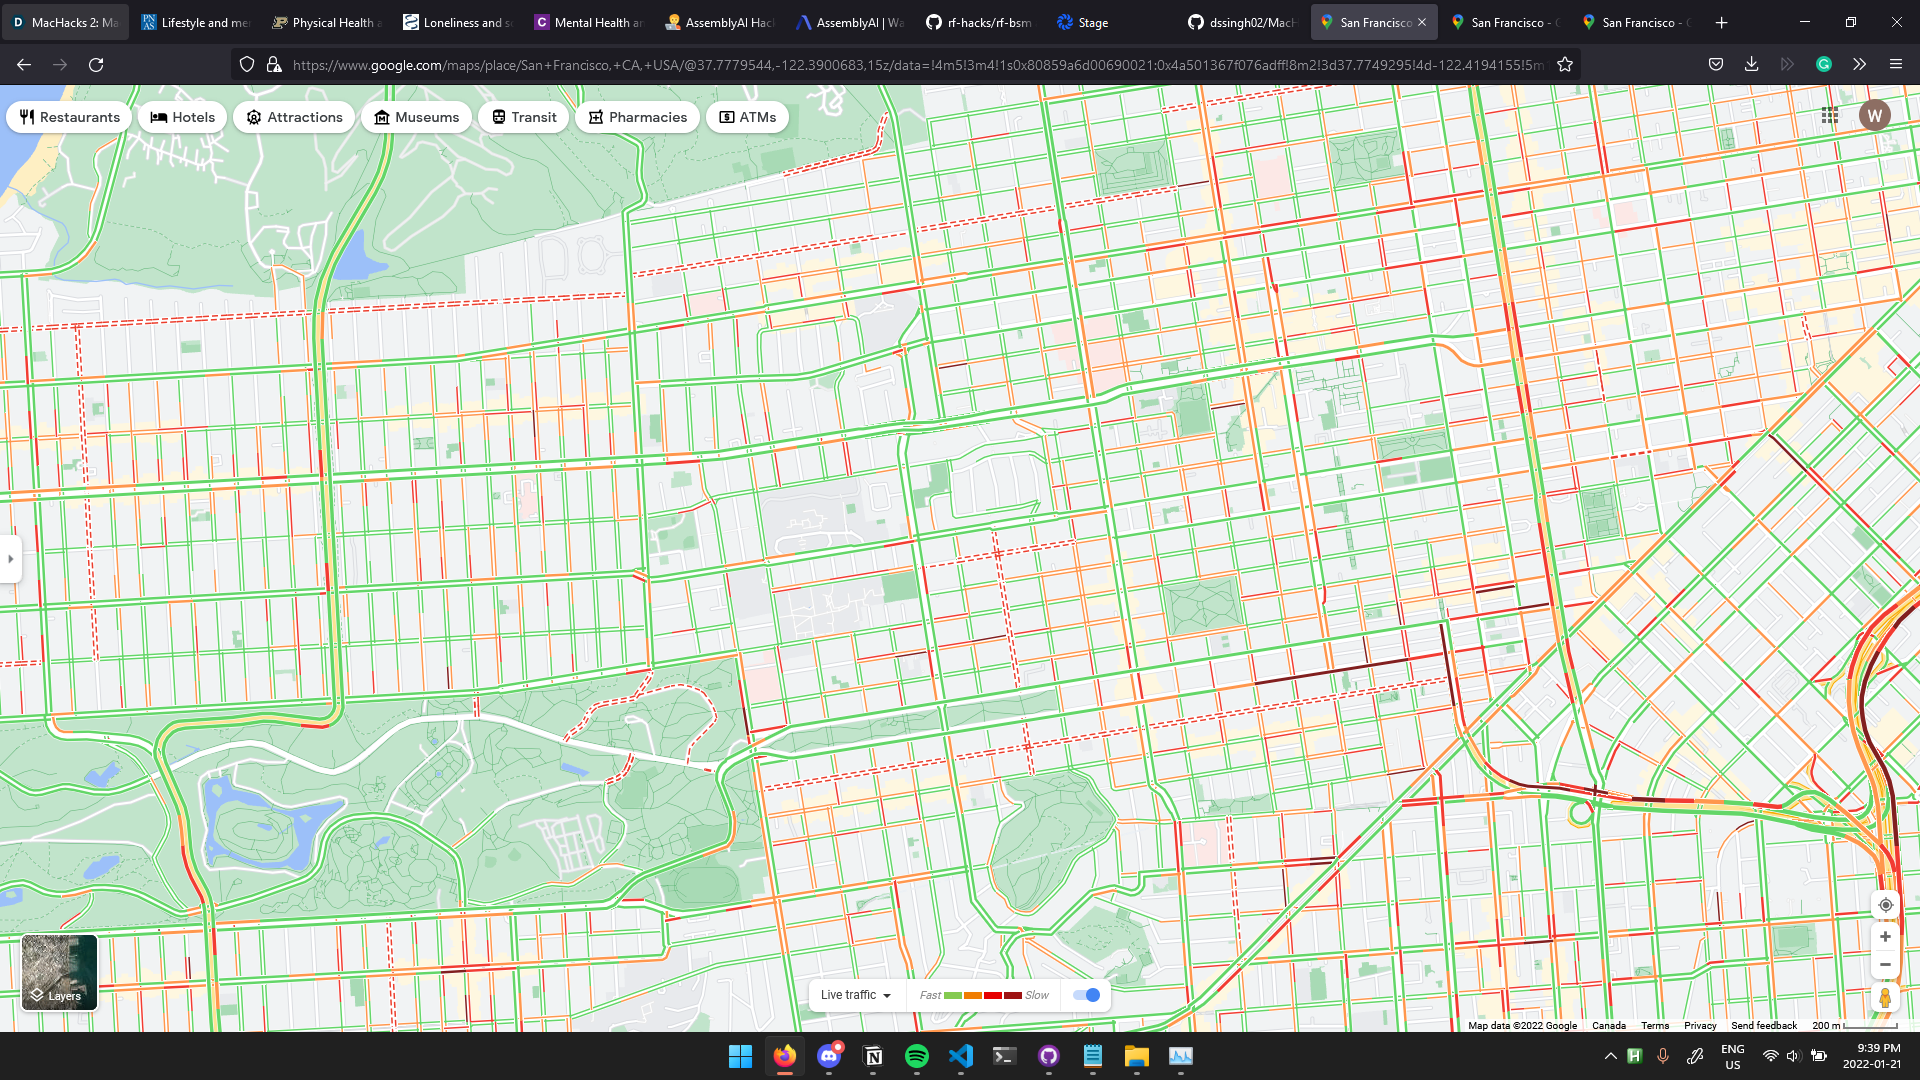 MacHacks 2: Ma
Lifestyle and me
Physical Health a
Loneliness and so
Mental Health an
AssemblyAI Hack
AssemblyAI | Wa
rf-hacks/rf-bsm
Stage
dssingh02/MacH
San Francisco
San Francisco - G
San Francisco - G
https://www.google.com/maps/place/San+Francisco,+CA,+USA/@37.7779544,-122.3900683,15z/data=!4m5!3m4!1s0x80859a6d00690021:0x4a501367f076adff!8m2!3d37.7749295!4d-122.4194155!5m1
Restaurants
Hotels
Attractions
Museums
Transit
Pharmacies
ATMs
W
Layers
Live traffic
Fast
Slow
Map data ©2022 Google
Canada
Terms
Privacy
Send feedback
200 m
ENG
US
9:39 PM
2022-01-21